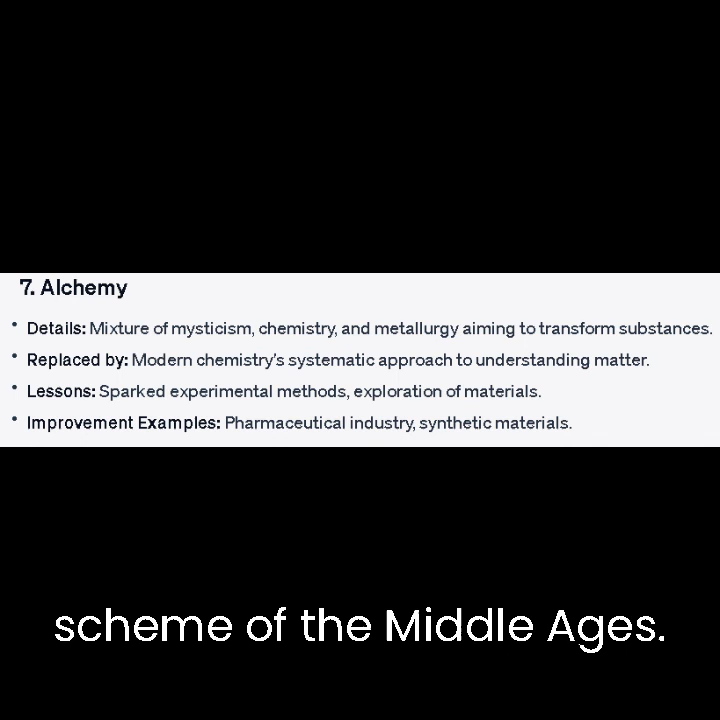 7. Alchemy
• Details: Mixture of mysticism, chemistry, and metallurgy aiming to transform substances.
• Replaced by: Modern chemistry's systematic approach to understanding matter.
• Lessons: Sparked experimental methods, exploration of materials.
• Improvement Examples: Pharmaceutical industry, synthetic materials.
scheme of the Middle Ages.